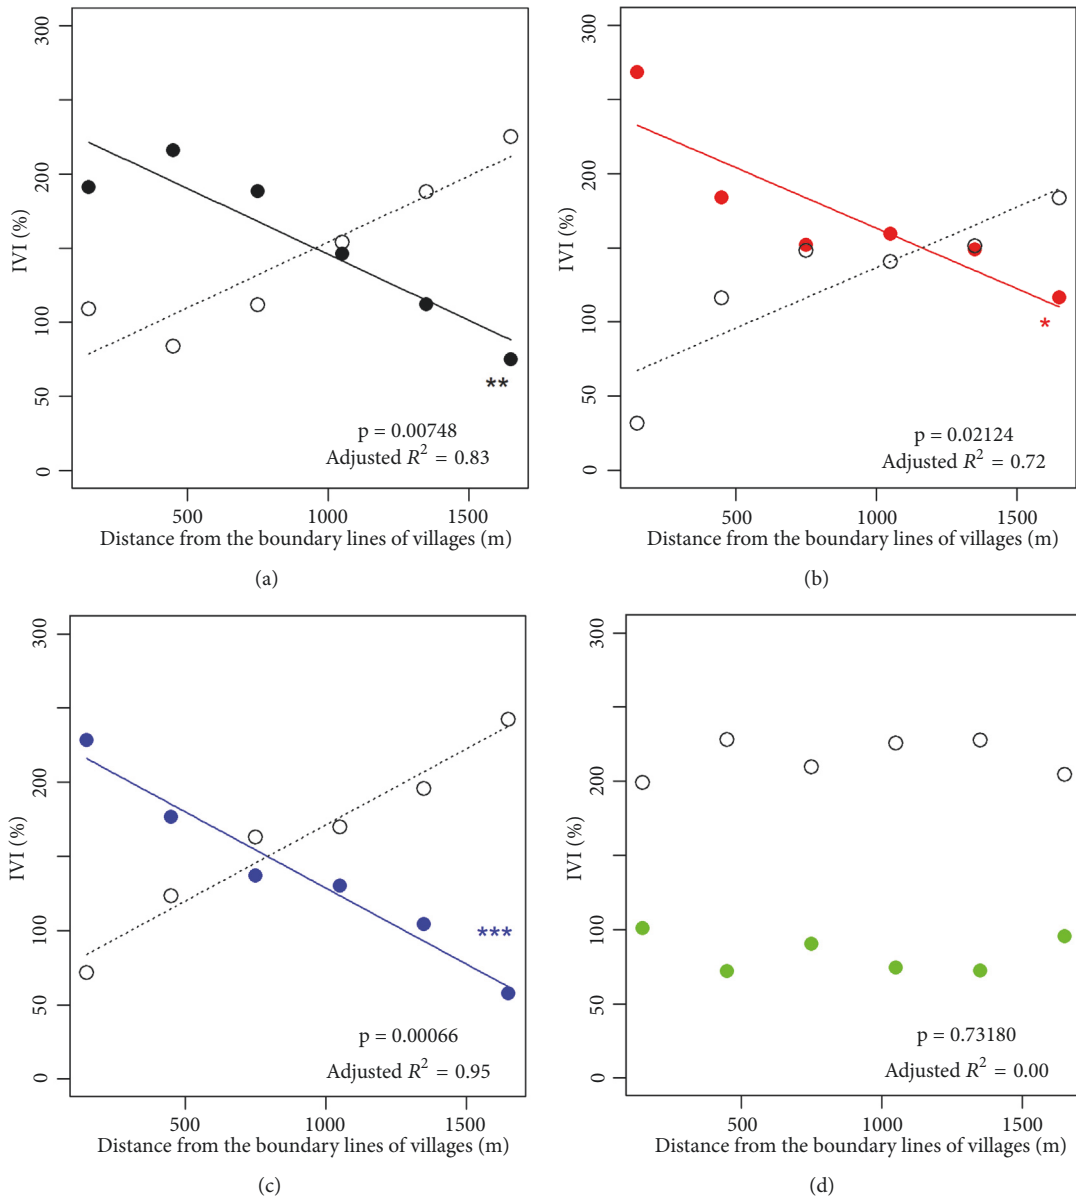 300
200
100
50
0
IVI (%)
**
p = 0.00748
Adjusted R² = 0.83
500 1000 1500
Distance from the boundary lines of villages (m)
(a)
300
200
100
50
0
IVI (%)
*
p = 0.02124
Adjusted R² = 0.72
500 1000 1500
Distance from the boundary lines of villages (m)
(b)
300
200
100
50
0
IVI (%)
***
p = 0.00066
Adjusted R² = 0.95
500 1000 1500
Distance from the boundary lines of villages (m)
(c)
300
200
100
50
0
IVI (%)
p = 0.73180
Adjusted R² = 0.00
500 1000 1500
Distance from the boundary lines of villages (m)
(d)